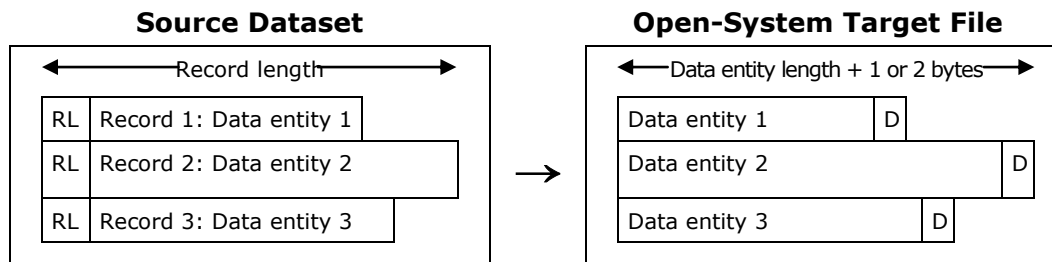 Source Dataset
Record length
RL Record 1: Data entity 1
RL Record 2: Data entity 2
RL Record 3: Data entity 3
→
Open-System Target File
Data entity length + 1 or 2 bytes
Data entity 1 D
Data entity 2 D
Data entity 3 D